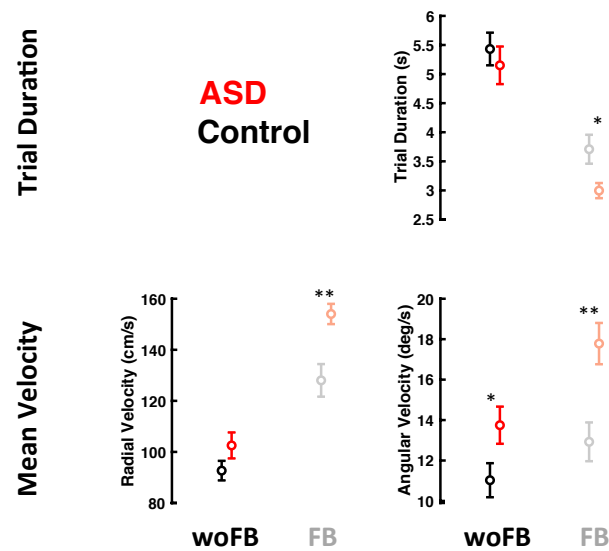 Trial Duration
ASD
Control
Trial Duration (s)
6
5.5
5
4.5
4
3.5
3
2.5
*
Mean Velocity
Radial Velocity (cm/s)
160
140
120
100
80
**
Angular Velocity (deg/s)
20
18
16
14
12
10
*
**
woFB
FB
woFB
FB